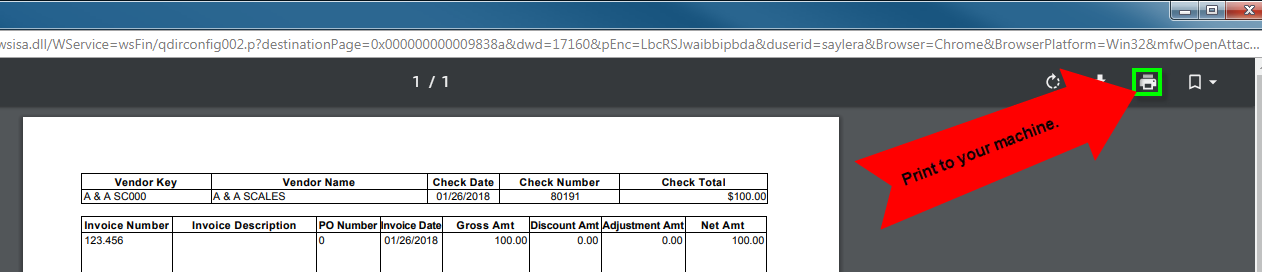 wsisa.dll/WService=wsFin/qdirconfig002.p?destinationPage=0x000000000009838a&dwd=17160&pEnc=LbcRSJwaibbipbda&duserid=saylera&Browser=Chrome&BrowserPlatform=Win32&mfwOpenAttac...
1 / 1
Print to your machine.
Vendor Key Vendor Name Check Date Check Number Check Total
A & A SC000 A & A SCALES 01/26/2018 80191 $100.00
Invoice Number Invoice Description PO Number Invoice Date Gross Amt Discount Amt Adjustment Amt Net Amt
123.456 0 01/26/2018 100.00 0.00 0.00 100.00